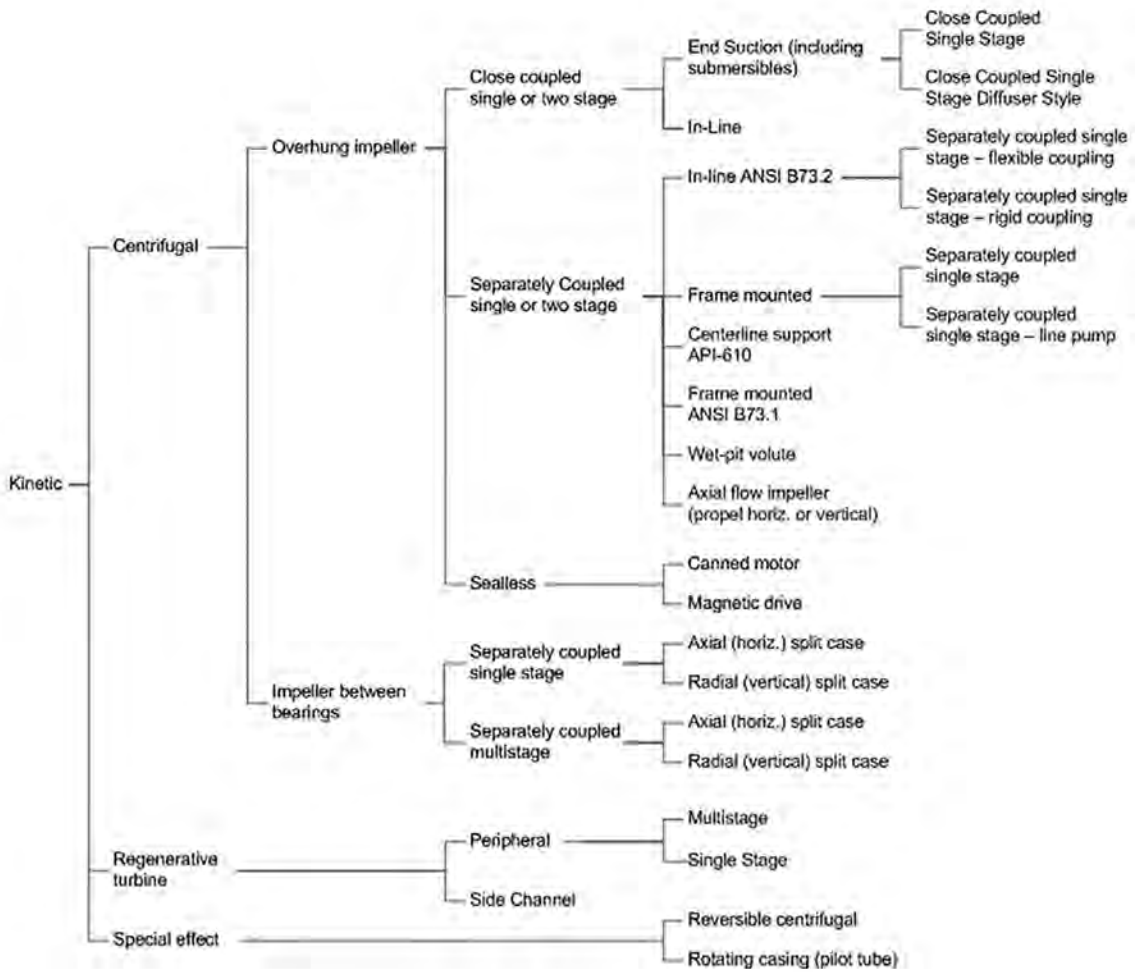 Kinetic
Centrifugal
Overhung impeller
Close coupled
single or two stage
End Suction (including
submersibles)
Close Coupled
Single Stage
Close Coupled Single
Stage Diffuser Style
In-Line
Separately Coupled
single or two stage
In-line ANSI B73.2
Separately coupled single
stage – flexible coupling
Separately coupled single
stage – rigid coupling
Frame mounted
Separately coupled
single stage
Separately coupled
single stage – line pump
Centerline support
API-610
Frame mounted
ANSI B73.1
Wet-pit volute
Axial flow impeller
(propel horiz. or vertical)
Sealless
Canned motor
Magnetic drive
Impeller between
bearings
Separately coupled
single stage
Axial (horiz.) split case
Radial (vertical) split case
Separately coupled
multistage
Axial (horiz.) split case
Radial (vertical) split case
Regenerative
turbine
Peripheral
Multistage
Single Stage
Side Channel
Special effect
Reversible centrifugal
Rotating casing (pilot tube)